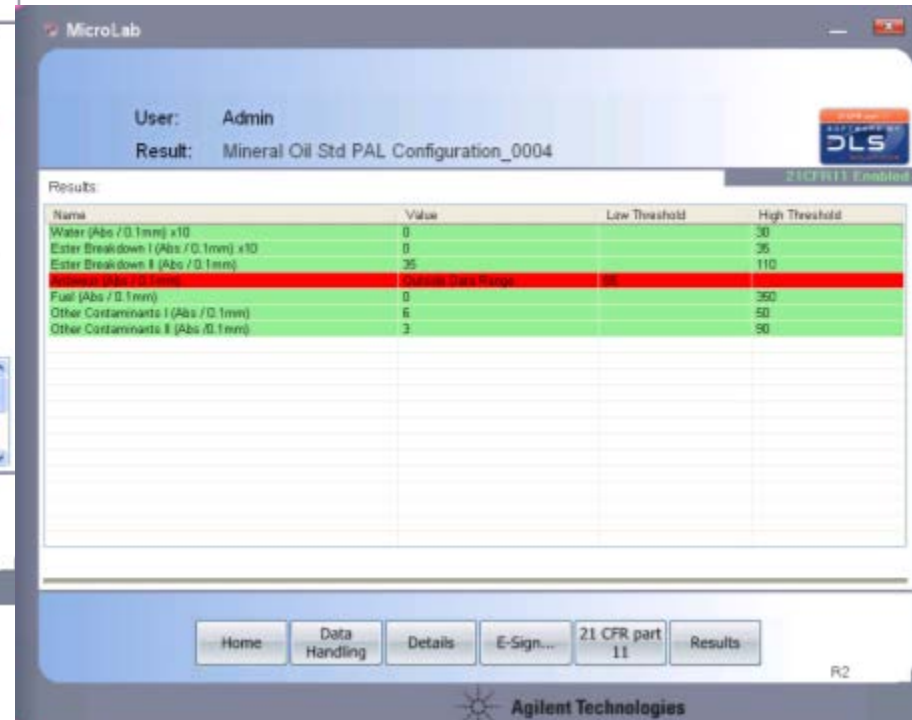 MicroLab
User: Admin
Result: Mineral Oil Std PAL Configuration_0004
DLS
21CFR11 Enabled
Results:
Name Value Low Threshold High Threshold
Water (Abs / 0.1mm) x10 0 30
Ester Breakdown I (Abs / 0.1mm) x10 0 35
Ester Breakdown II (Abs / 0.1mm) 35 110
Antiwear (Abs / 0.1mm) Outside Data Range
Fuel (Abs / 0.1mm) 0 350
Other Contaminants I (Abs / 0.1mm) 6 50
Other Contaminants II (Abs /0.1mm) 3 90
Home Data Handling Details E-Sign... 21 CFR part 11 Results
R2
Agilent Technologies